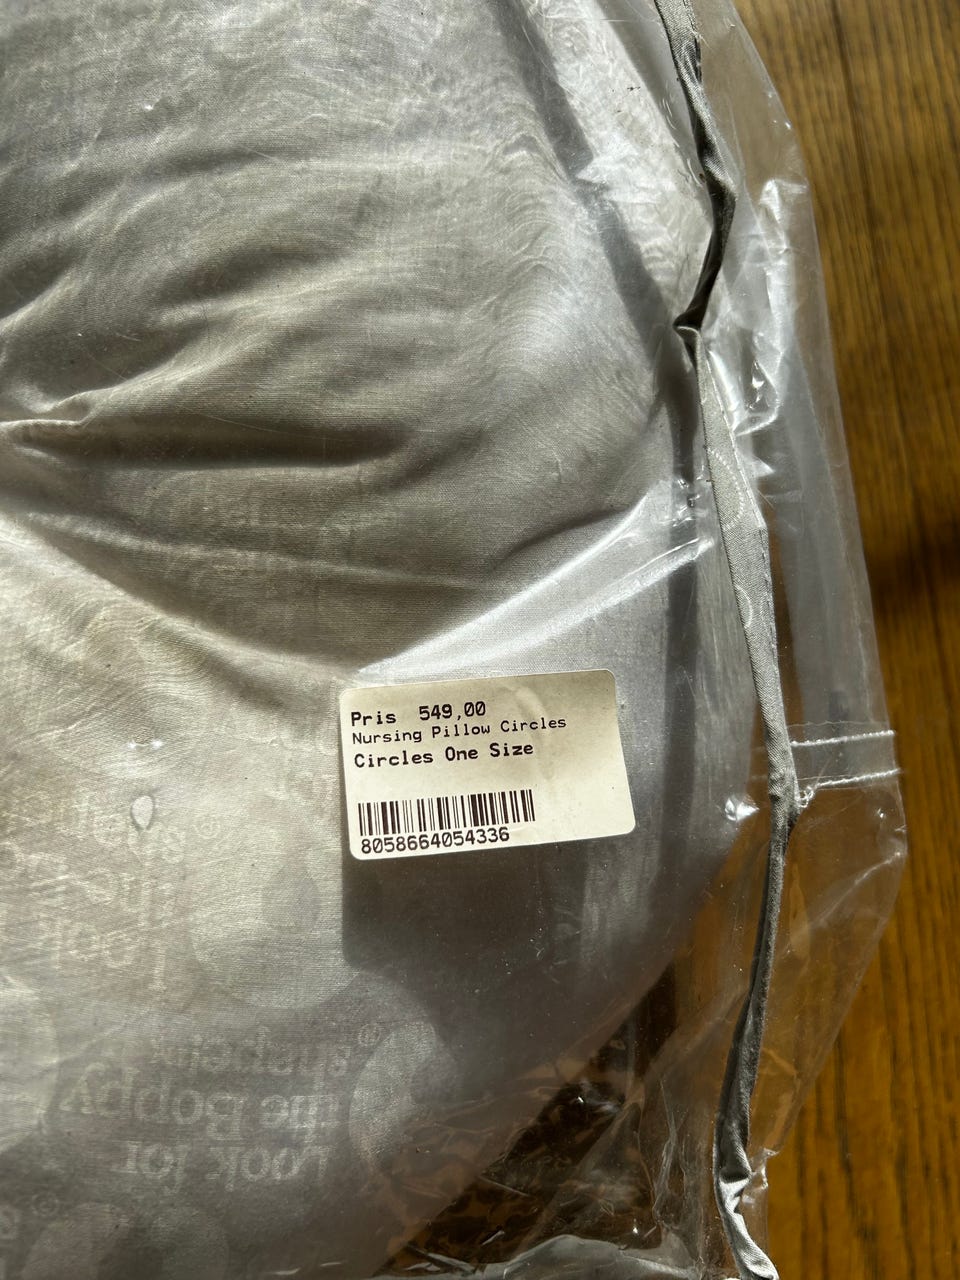 Pris 549,00
Nursing Pillow Circles
Circles One Size
8058664054336
Look for
the Boppy